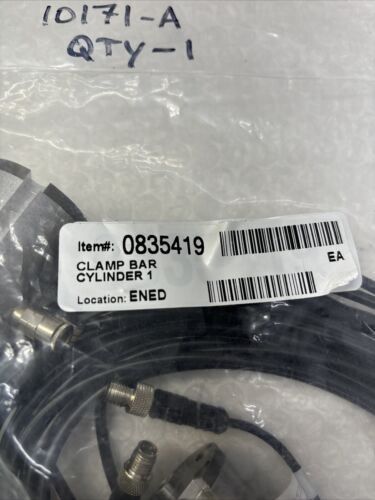 10171-A
QTY-1
Item#: 0835419
CLAMP BAR
CYLINDER 1
EA
Location: ENED